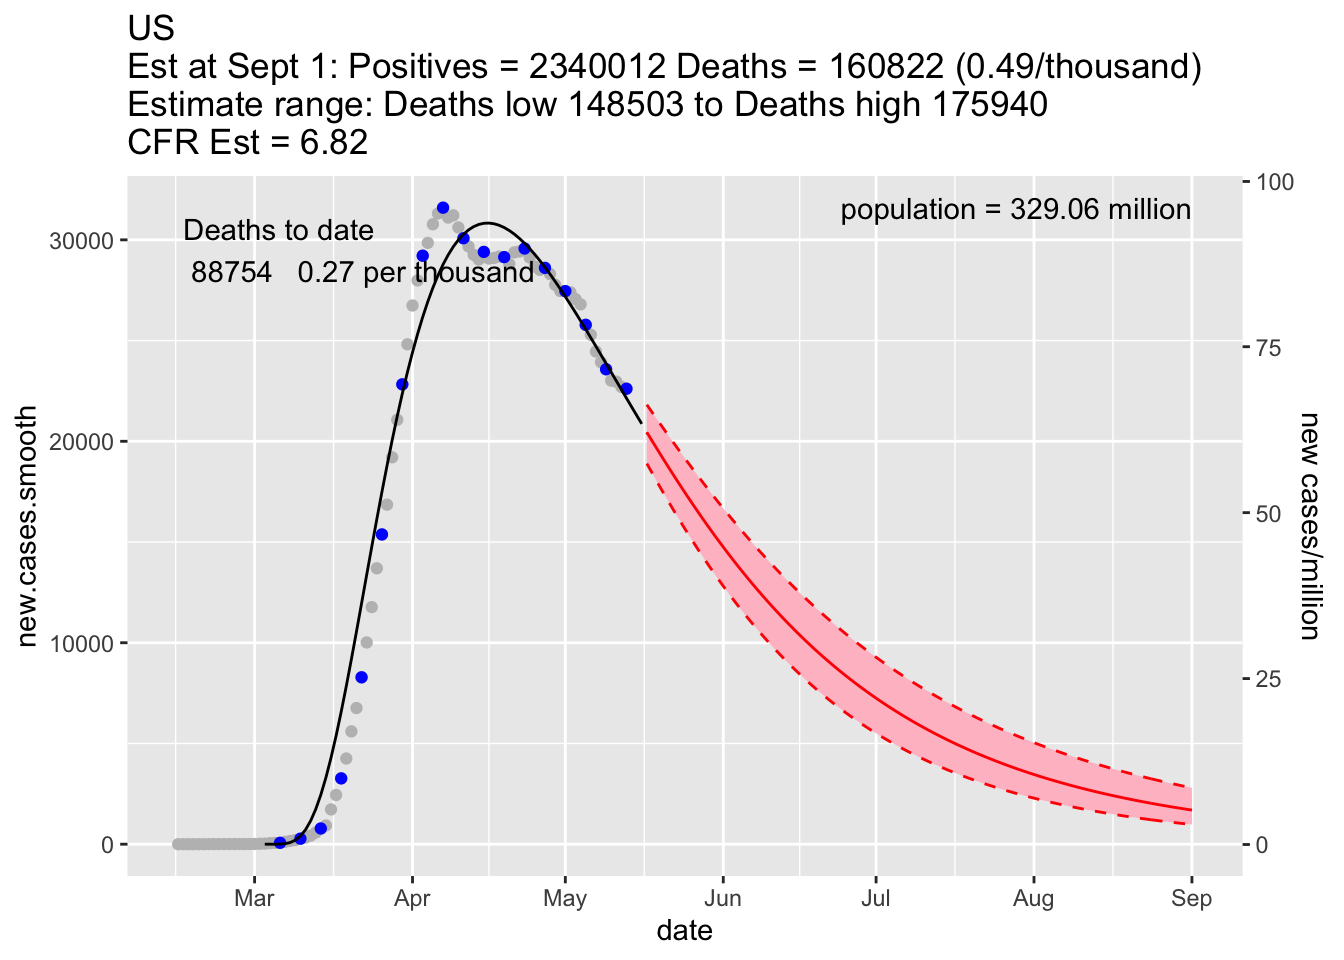 US
Est at Sept 1: Positives = 2340012 Deaths = 160822 (0.49/thousand)
Estimate range: Deaths low 148503 to Deaths high 175940
CFR Est = 6.82
Deaths to date
88754 0.27 per thousand
population = 329.06 million
new.cases.smooth
30000
20000
10000
0
100
75
50
25
0
new cases/million
Mar Apr May Jun Jul Aug Sep
date